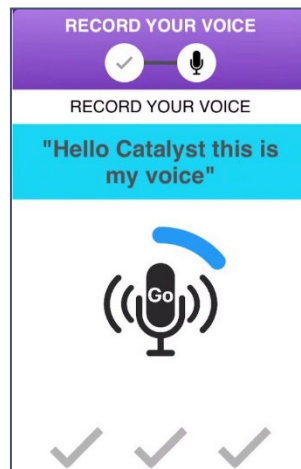 RECORD YOUR VOICE
RECORD YOUR VOICE
"Hello Catalyst this is
my voice"
Go